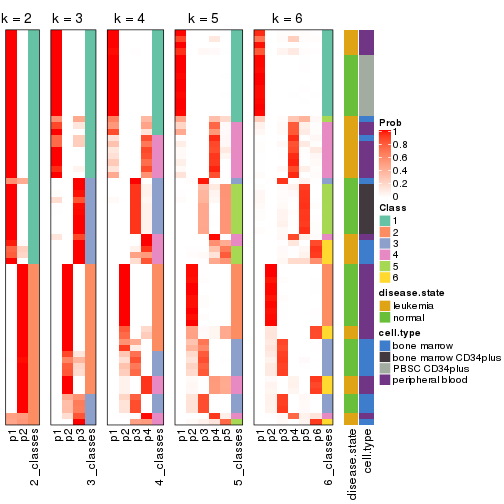 k = 2 k = 3 k = 4 k = 5 k = 6
Prob
1
0.8
0.6
0.4
0.2
0
Class
1
2
3
4
5
6
disease.state
leukemia
normal
cell.type
bone marrow
bone marrow CD34plus
PBSC CD34plus
peripheral blood
p1
p2
2_classes
p1
p2
p3
3_classes
p1
p2
p3
p4
4_classes
p1
p2
p3
p4
p5
5_classes
p1
p2
p3
p4
p5
p6
6_classes
disease.state
cell.type